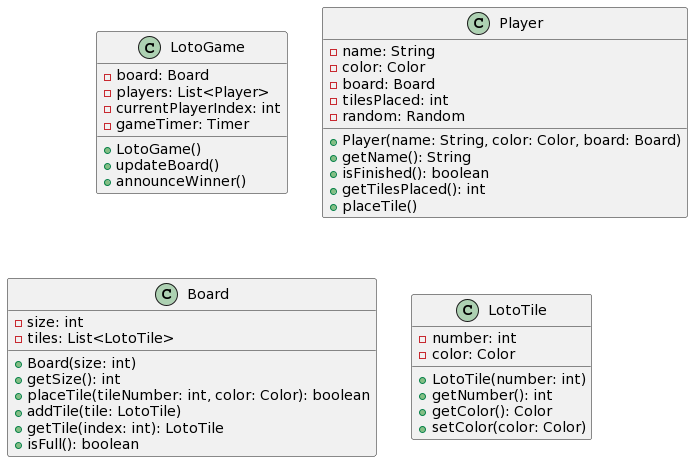 C LotoGame
board: Board
players: List<Player>
currentPlayerIndex: int
gameTimer: Timer
LotoGame()
updateBoard()
announceWinner()
C Player
name: String
color: Color
board: Board
tilesPlaced: int
random: Random
Player(name: String, color: Color, board: Board)
getName(): String
isFinished(): boolean
getTilesPlaced(): int
placeTile()
C Board
size: int
tiles: List<LotoTile>
Board(size: int)
getSize(): int
placeTile(tileNumber: int, color: Color): boolean
addTile(tile: LotoTile)
getTile(index: int): LotoTile
isFull(): boolean
C LotoTile
number: int
color: Color
LotoTile(number: int)
getNumber(): int
getColor(): Color
setColor(color: Color)